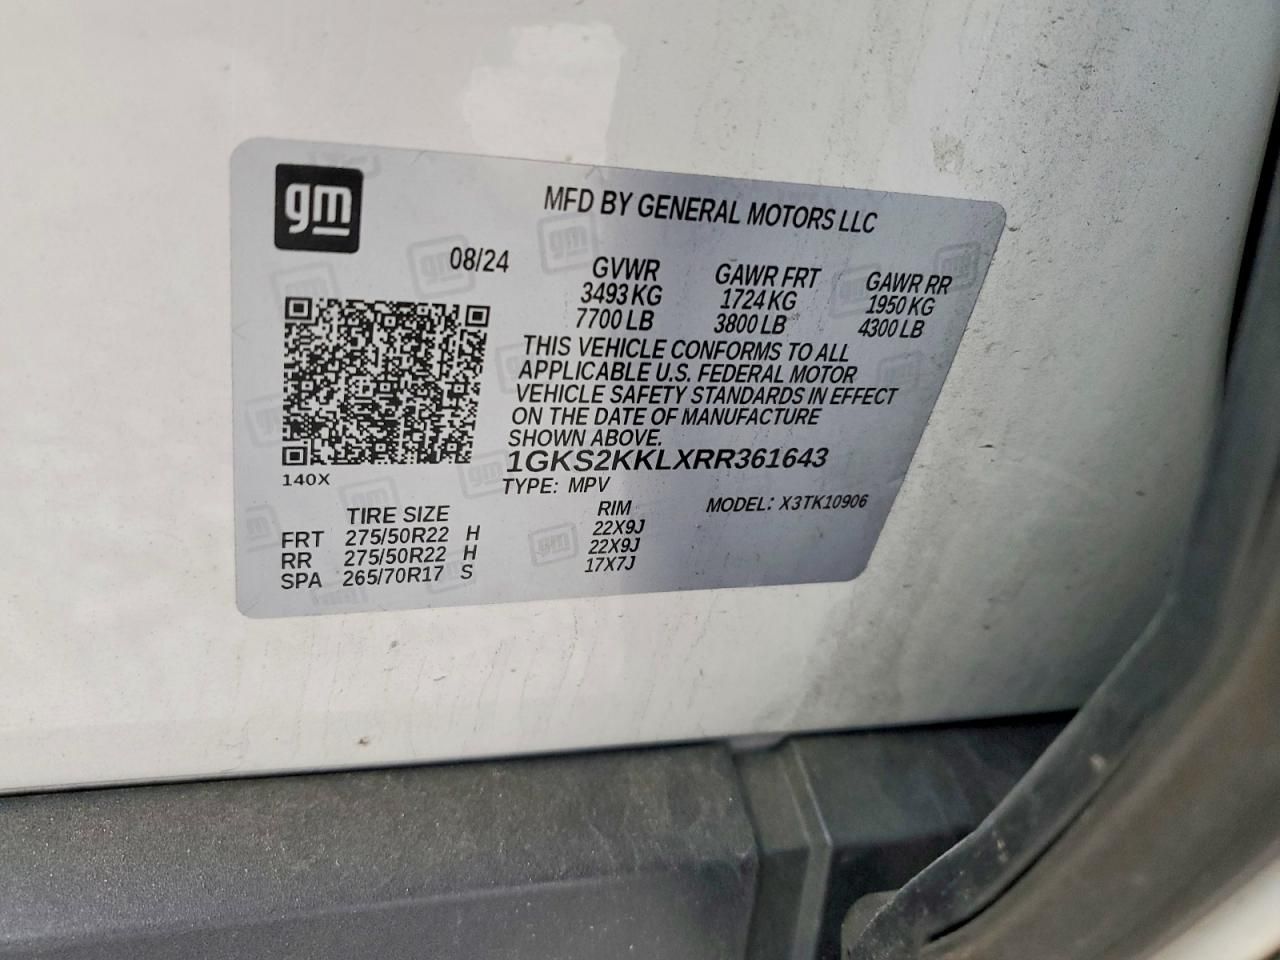 gm
MFD BY GENERAL MOTORS LLC
08/24
GVWR GAWR FRT GAWR RR
3493 KG 1724 KG 1950 KG
7700 LB 3800 LB 4300 LB
THIS VEHICLE CONFORMS TO ALL
APPLICABLE U.S. FEDERAL MOTOR
VEHICLE SAFETY STANDARDS IN EFFECT
ON THE DATE OF MANUFACTURE
SHOWN ABOVE.
1GKS2KKLXRR361643
140X
TYPE: MPV MODEL: X3TK10906
TIRE SIZE RIM
FRT 275/50R22 H 22X9J
RR 275/50R22 H 22X9J
SPA 265/70R17 S 17X7J